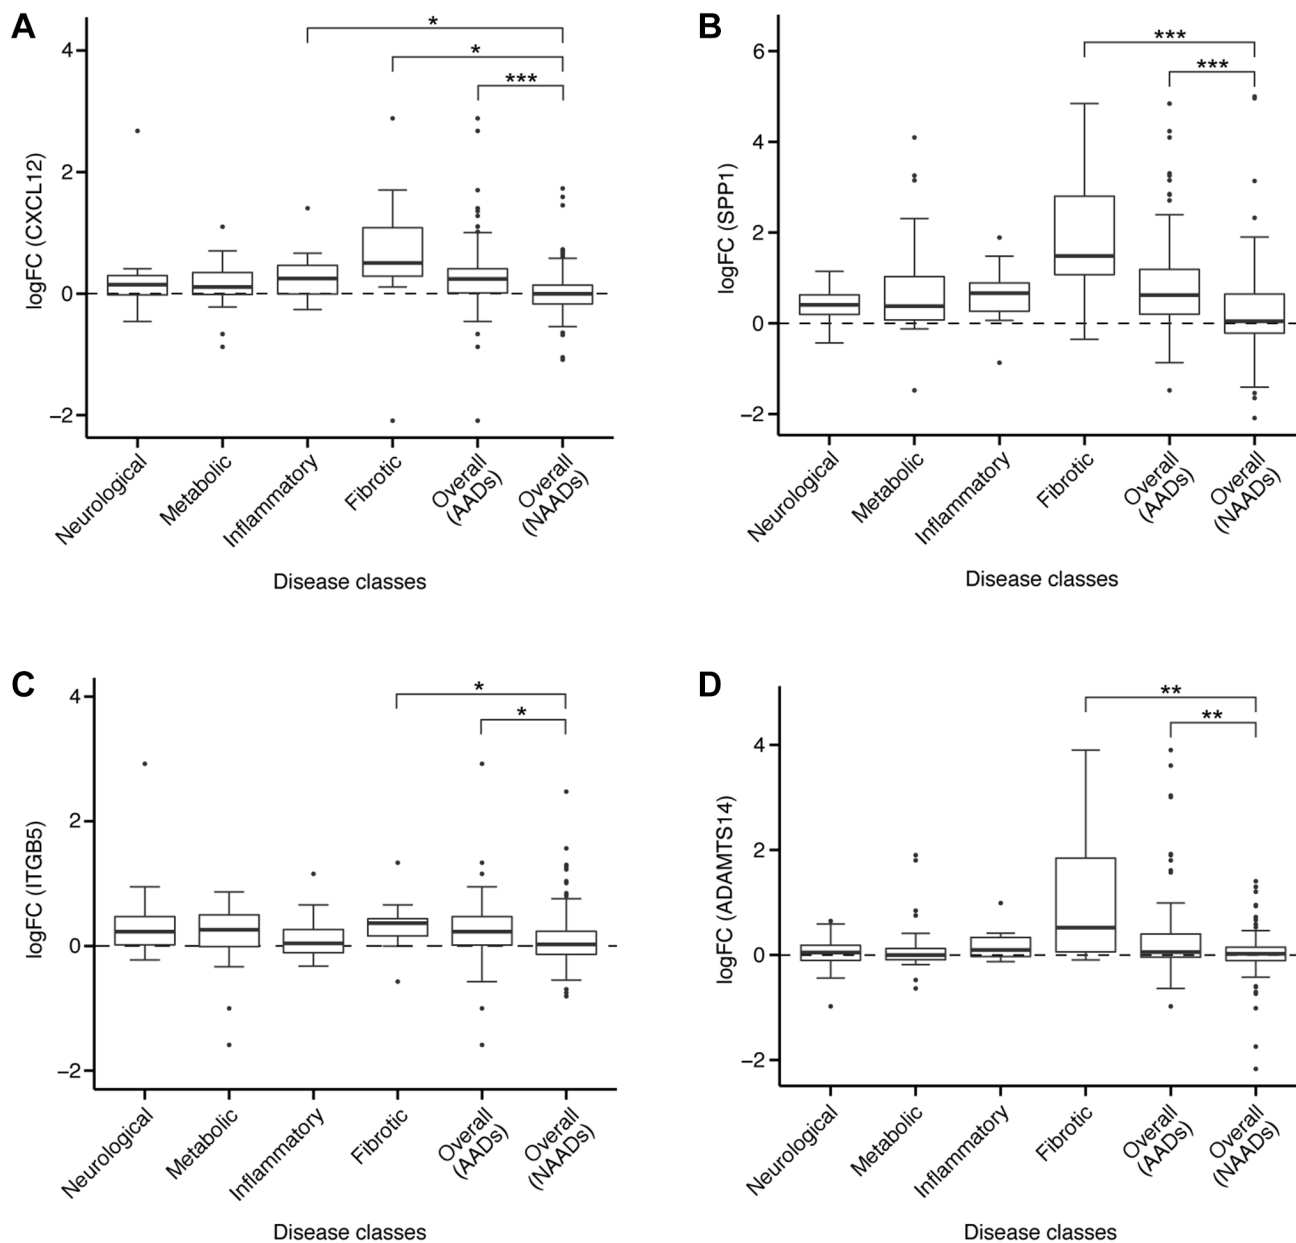 A
logFC (CXCL12)
4
2
0
−2
*
*
***
Neurological
Metabolic
Inflammatory
Fibrotic
Overall
(AADs)
Overall
(NAADs)
Disease classes
B
logFC (SPP1)
6
4
2
0
−2
***
***
Neurological
Metabolic
Inflammatory
Fibrotic
Overall
(AADs)
Overall
(NAADs)
Disease classes
C
logFC (ITGB5)
4
2
0
−2
*
*
Neurological
Metabolic
Inflammatory
Fibrotic
Overall
(AADs)
Overall
(NAADs)
Disease classes
D
logFC (ADAMTS14)
4
2
0
−2
**
**
Neurological
Metabolic
Inflammatory
Fibrotic
Overall
(AADs)
Overall
(NAADs)
Disease classes